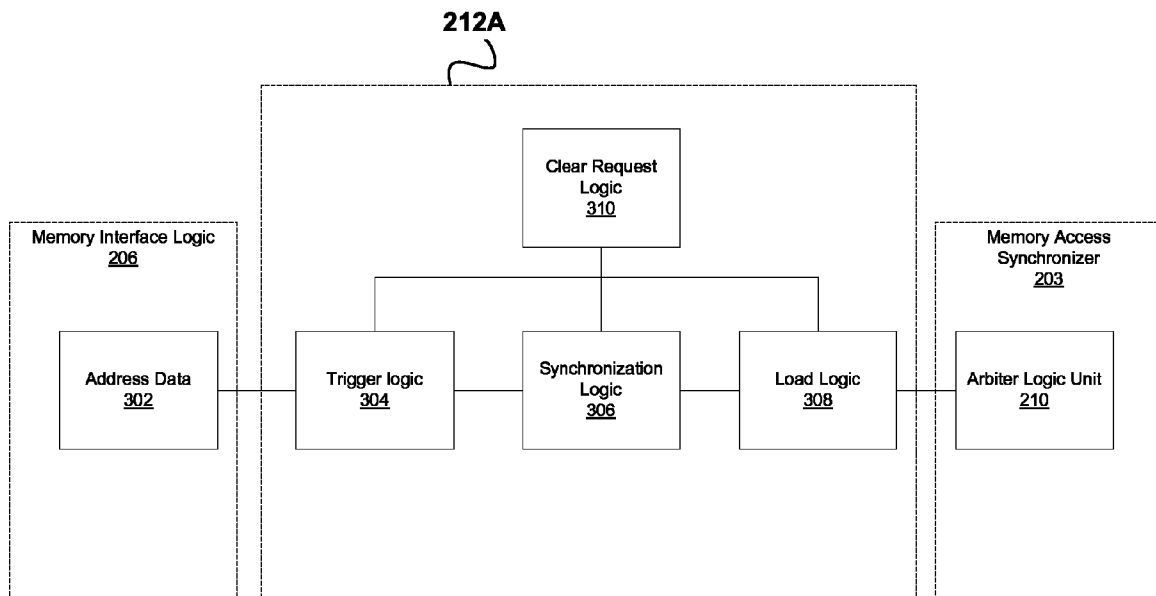 212A
Clear Request
Logic
310
Memory Interface Logic
206
Memory Access
Synchronizer
203
Address Data
302
Trigger logic
304
Synchronization
Logic
306
Load Logic
308
Arbiter Logic Unit
210